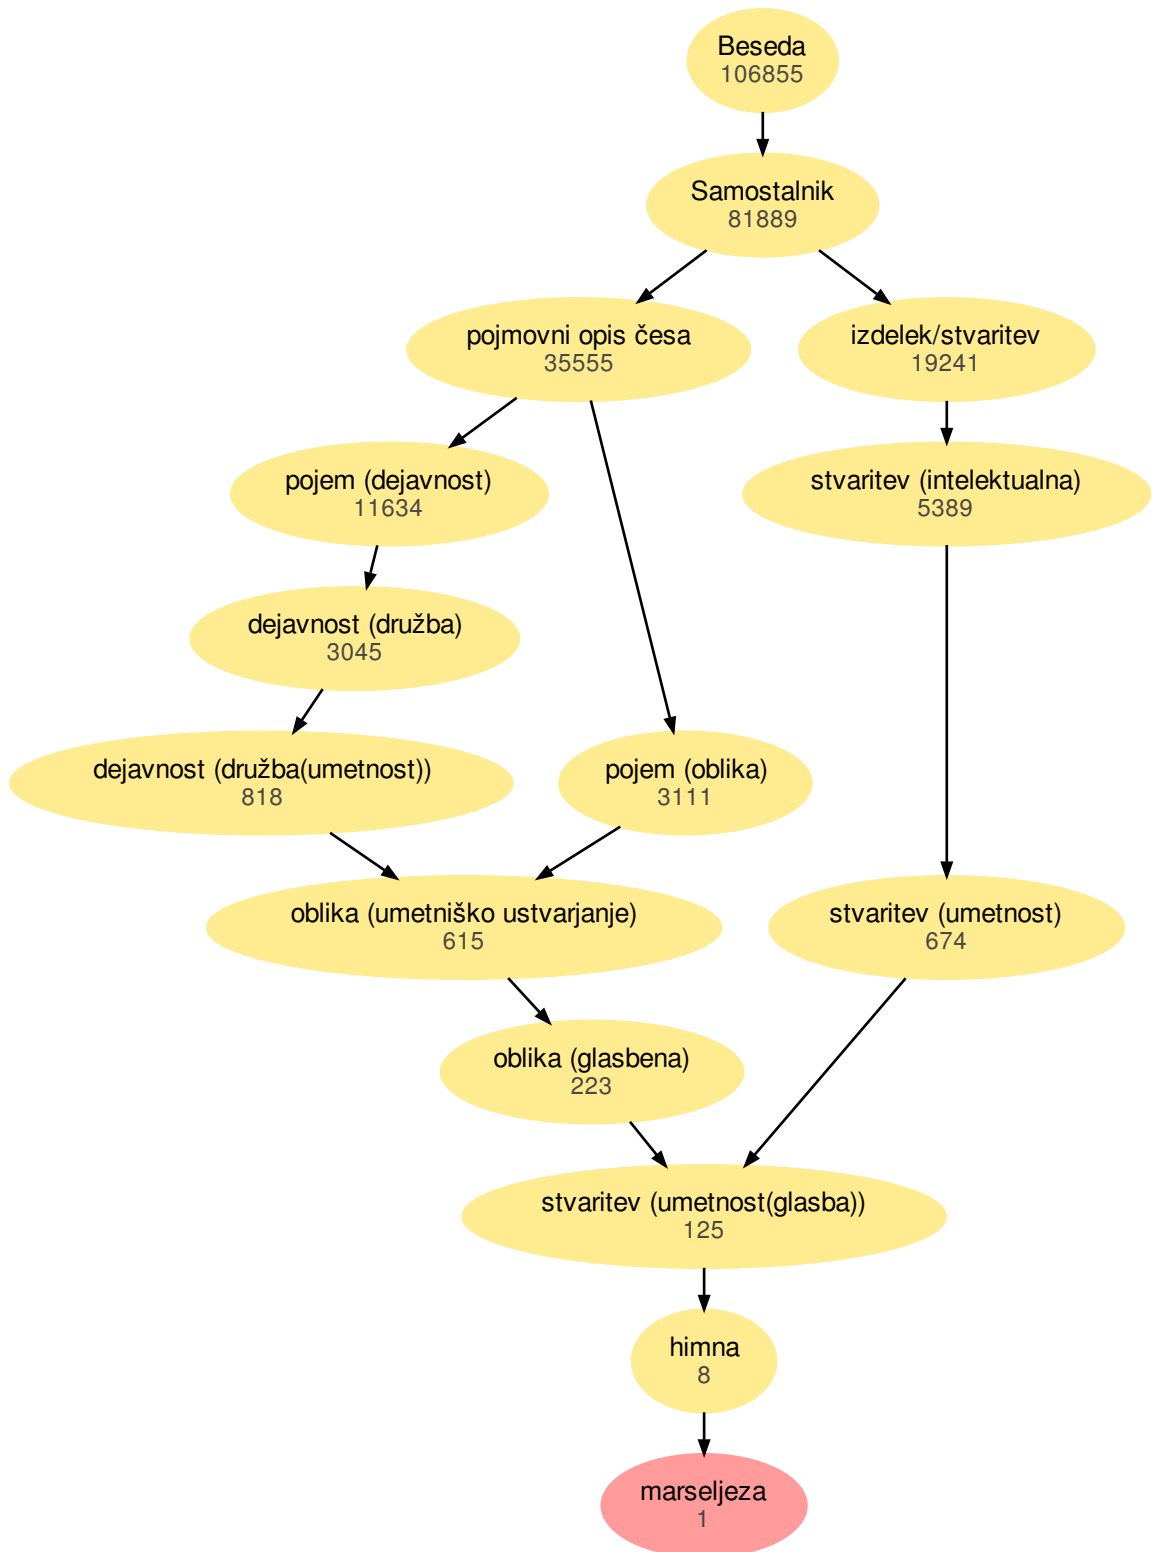 Beseda
106855
Samostalnik
81889
pojmovni opis česa
35555
izdelek/stvaritev
19241
pojem (dejavnost)
11634
stvaritev (intelektualna)
5389
dejavnost (družba)
3045
dejavnost (družba(umetnost))
818
pojem (oblika)
3111
oblika (umetniško ustvarjanje)
615
stvaritev (umetnost)
674
oblika (glasbena)
223
stvaritev (umetnost(glasba))
125
himna
8
marseljeza
1